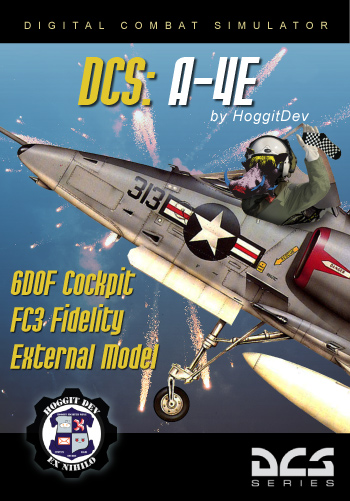 DIGITAL COMBAT SIMULATOR
DCS: A-4E
by HoggitDev
313
DANGER
6DOF Cockpit
FC3 Fidelity
External Model
HOGGIT DEV
EX NIHILO
DCS
SERIES